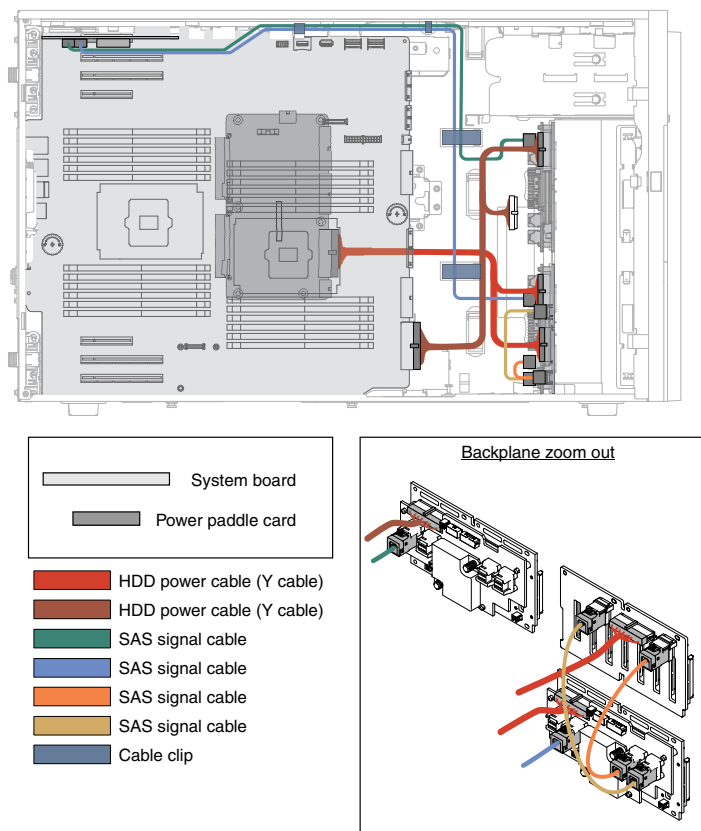 System board
Power paddle card
HDD power cable (Y cable)
HDD power cable (Y cable)
SAS signal cable
SAS signal cable
SAS signal cable
SAS signal cable
Cable clip
Backplane zoom out